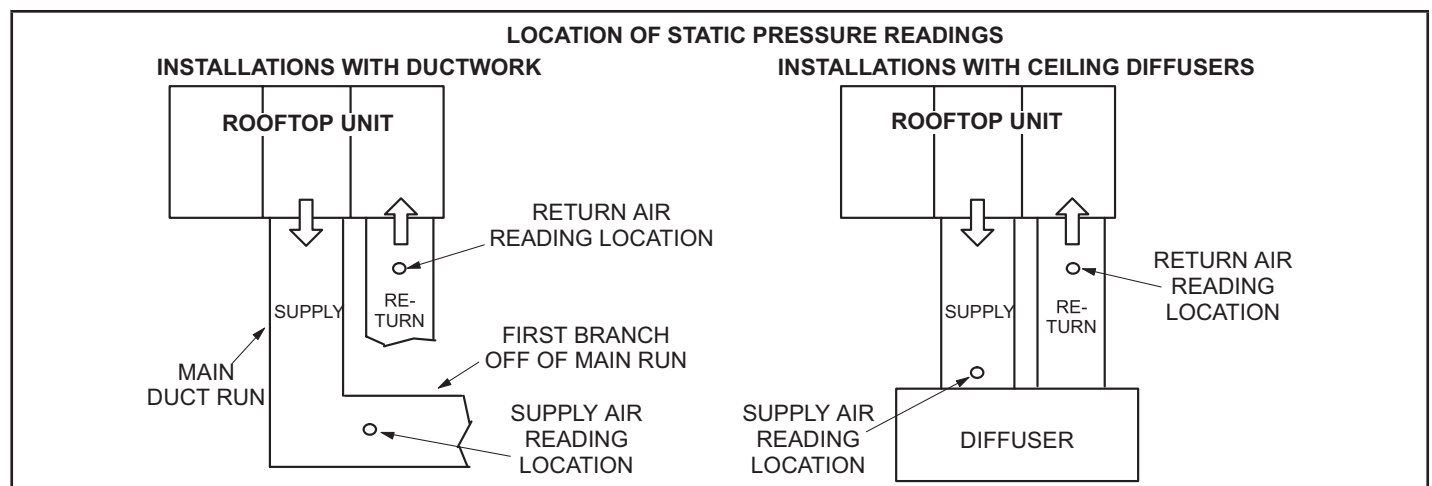 LOCATION OF STATIC PRESSURE READINGS
INSTALLATIONS WITH DUCTWORK
ROOFTOP UNIT
RETURN AIR
READING LOCATION
SUPPLY
RE-
TURN
FIRST BRANCH
OFF OF MAIN RUN
MAIN
DUCT RUN
SUPPLY AIR
READING
LOCATION
INSTALLATIONS WITH CEILING DIFFUSERS
ROOFTOP UNIT
RETURN AIR
READING
LOCATION
SUPPLY
RE-
TURN
SUPPLY AIR
READING
LOCATION
DIFFUSER